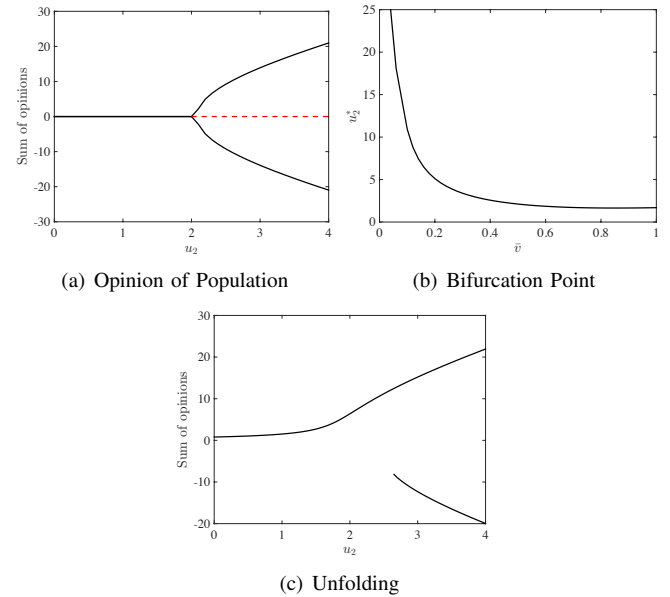 30
20
10
0
-10
-20
-30
Sum of opinions
0 1 2 3 4
u₂
(a) Opinion of Population
25
20
15
10
5
0
u₂*
0 0.2 0.4 0.6 0.8 1
v̄
(b) Bifurcation Point
30
20
10
0
-10
-20
Sum of opinions
0 1 2 3 4
u₂
(c) Unfolding